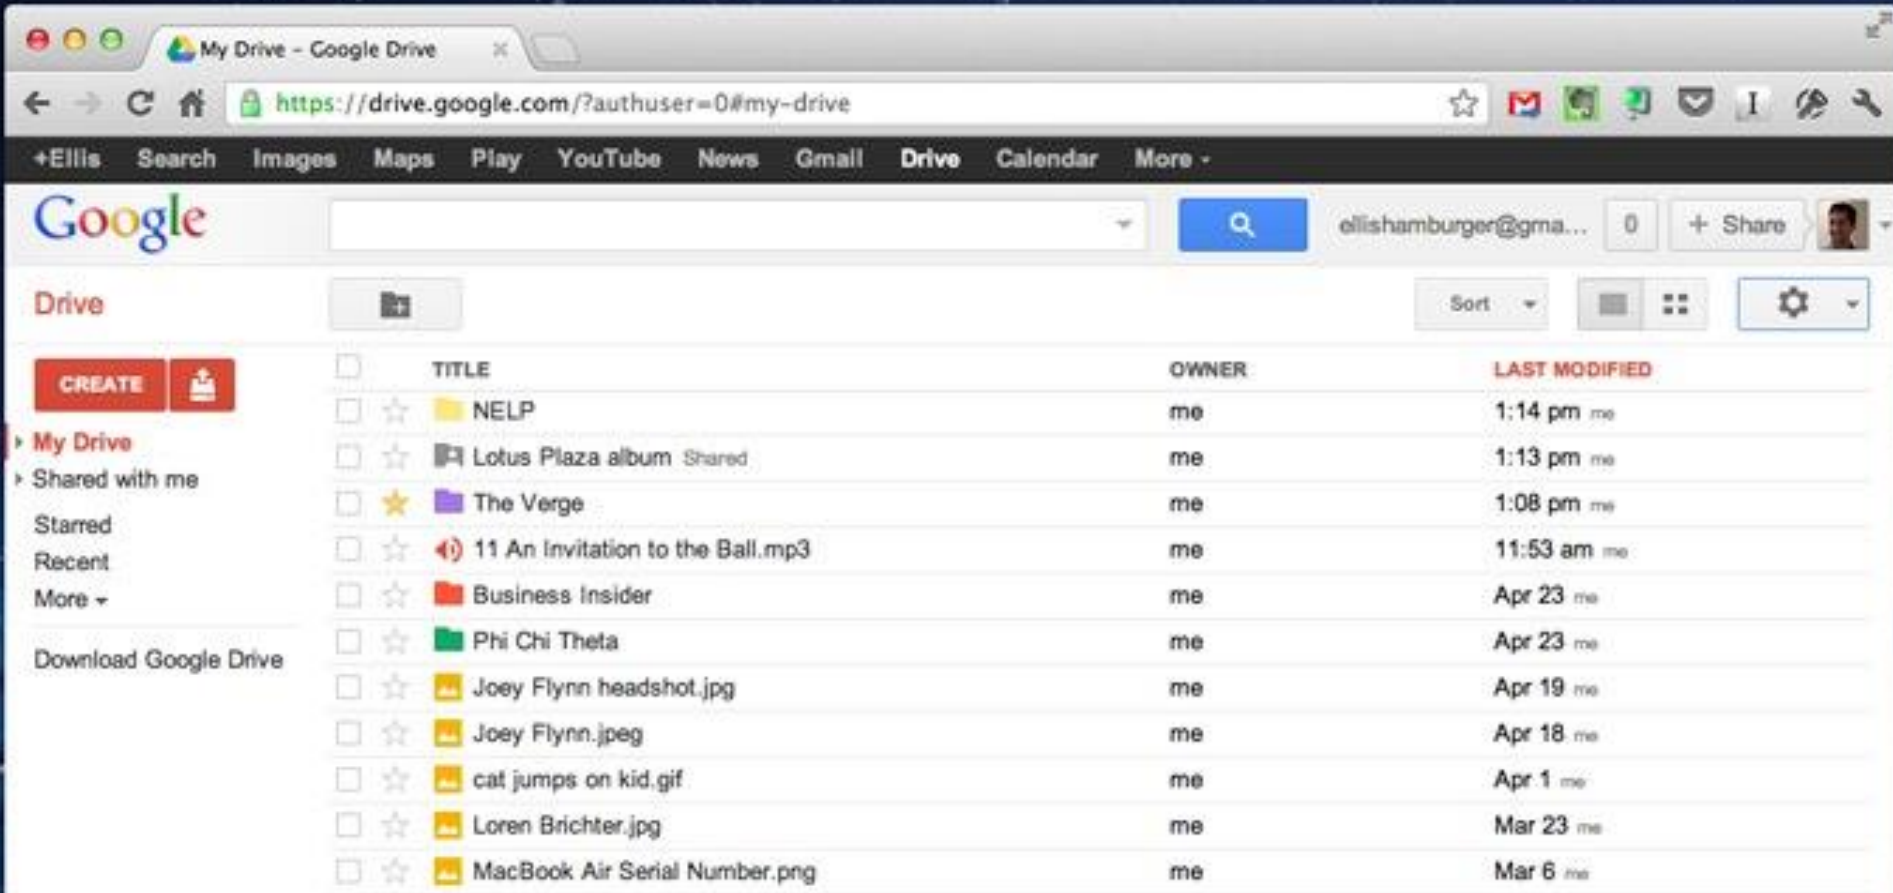 My Drive - Google Drive
https://drive.google.com/?authuser=0#my-drive
+Ellis Search Images Maps Play YouTube News Gmail Drive Calendar More
Google ellishamburger@gma... 0 + Share
Drive Sort
CREATE
My Drive
Shared with me
Starred
Recent
More
Download Google Drive
TITLE OWNER LAST MODIFIED
NELP me 1:14 pm me
Lotus Plaza album Shared me 1:13 pm me
The Verge me 1:08 pm me
11 An Invitation to the Ball.mp3 me 11:53 am me
Business Insider me Apr 23 me
Phi Chi Theta me Apr 23 me
Joey Flynn headshot.jpg me Apr 19 me
Joey Flynn.jpeg me Apr 18 me
cat jumps on kid.gif me Apr 1 me
Loren Brichter.jpg me Mar 23 me
MacBook Air Serial Number.png me Mar 6 me